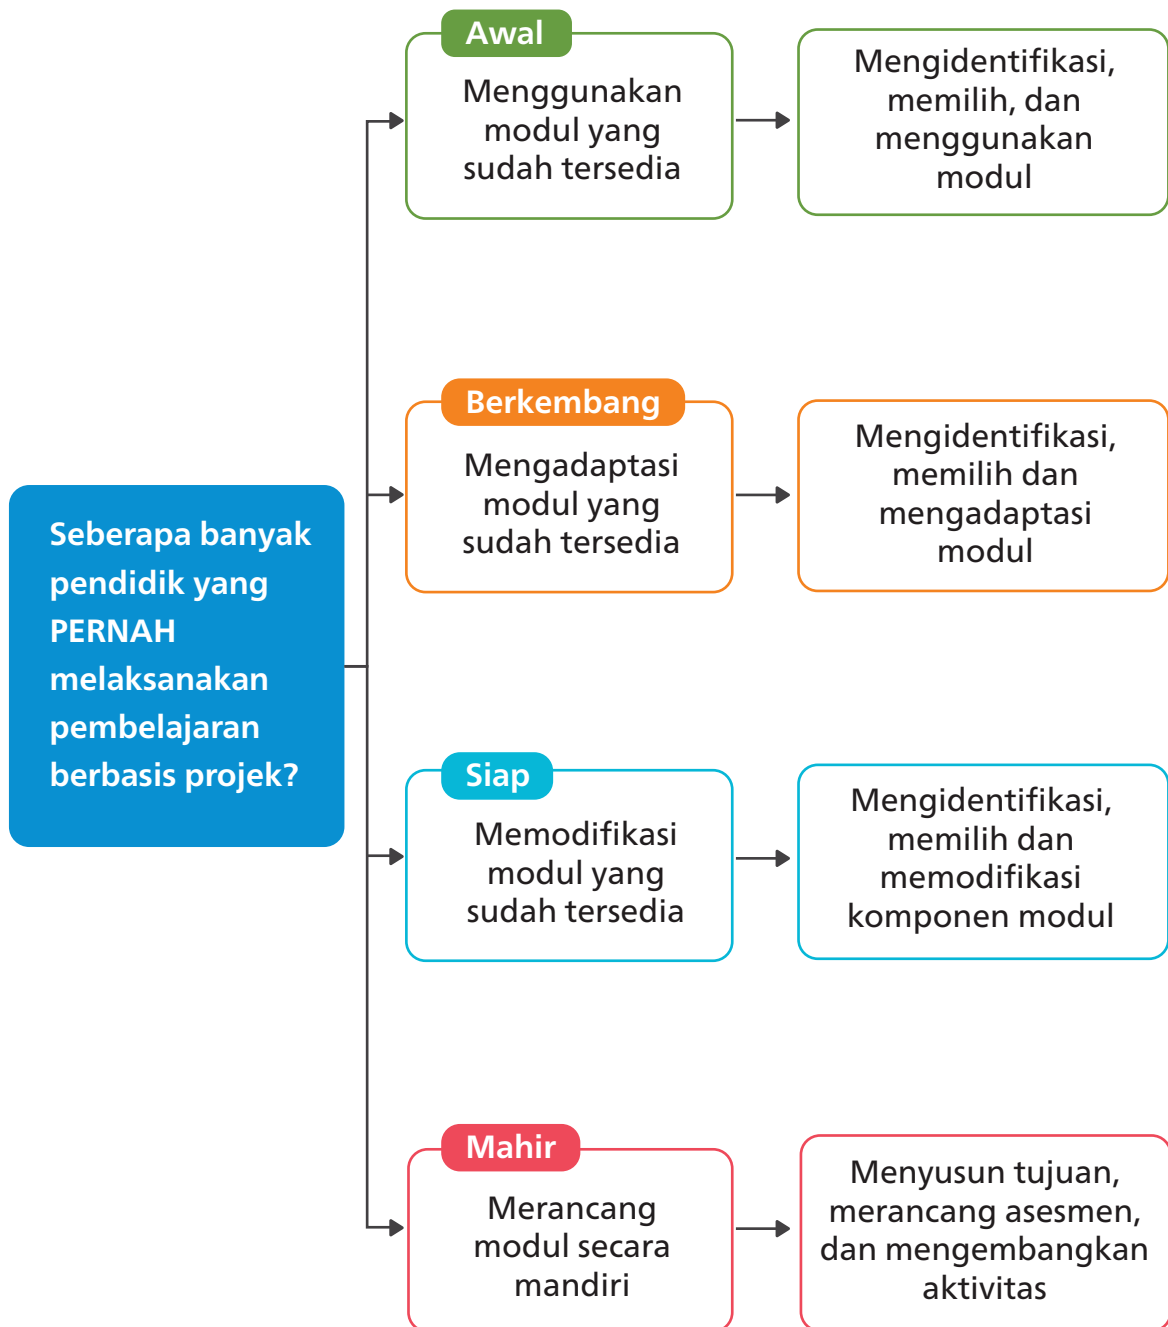 Seberapa banyak
pendidik yang
PERNAH
melaksanakan
pembelajaran
berbasis projek?
Awal
Menggunakan
modul yang
sudah tersedia
Mengidentifikasi,
memilih, dan
menggunakan
modul
Berkembang
Mengadaptasi
modul yang
sudah tersedia
Mengidentifikasi,
memilih dan
mengadaptasi
modul
Siap
Memodifikasi
modul yang
sudah tersedia
Mengidentifikasi,
memilih dan
memodifikasi
komponen modul
Mahir
Merancang
modul secara
mandiri
Menyusun tujuan,
merancang asesmen,
dan mengembangkan
aktivitas